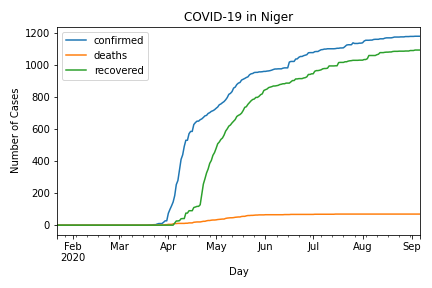 COVID-19 in Niger
confirmed
deaths
recovered
Number of Cases
1200
1000
800
600
400
200
0
Feb Mar Apr May Jun Jul Aug Sep
2020
Day